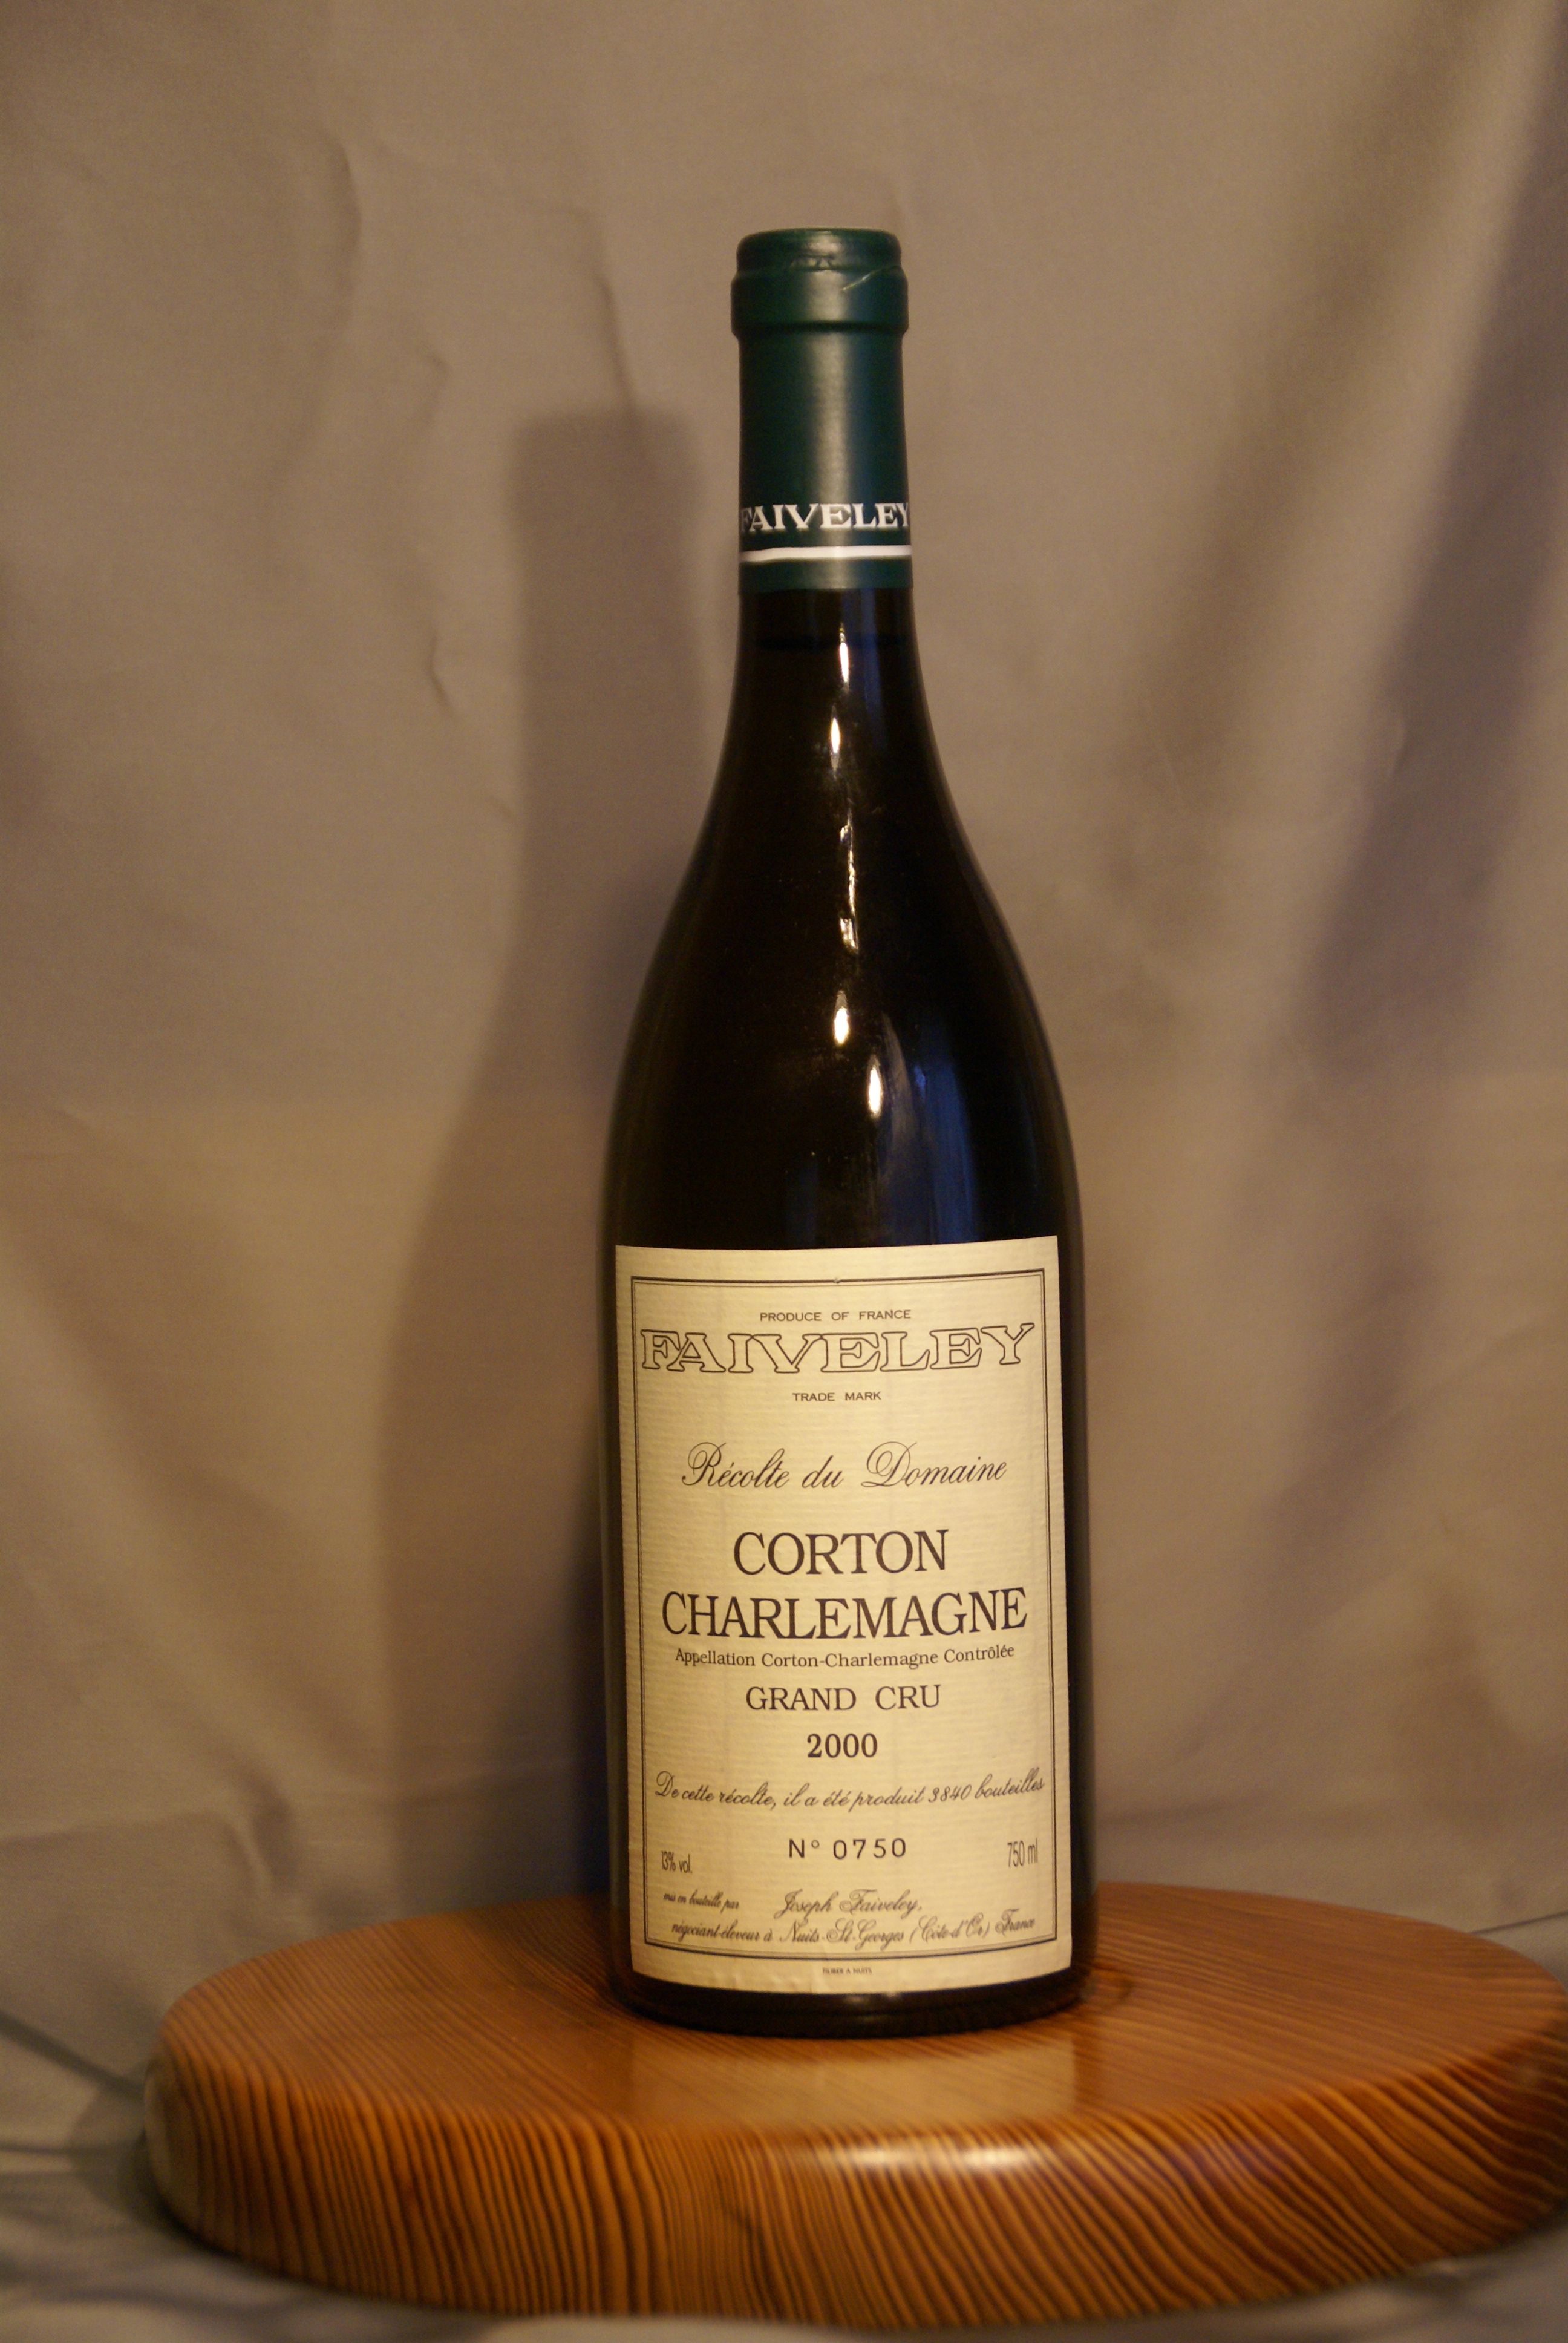 FAIVELEY
PRODUCE OF FRANCE
FAIVELEY
TRADE MARK
Récolte du Domaine
CORTON
CHARLEMAGNE
Appellation Corton-Charlemagne Contrôlée
GRAND CRU
2000
De cette récolte, il a été produit 3840 bouteilles
N° 0750
13% vol.
750 ml
mis en bouteille par Joseph Faiveley,
négociant-éleveur à Nuits-St-Georges (Côte-d'Or) France